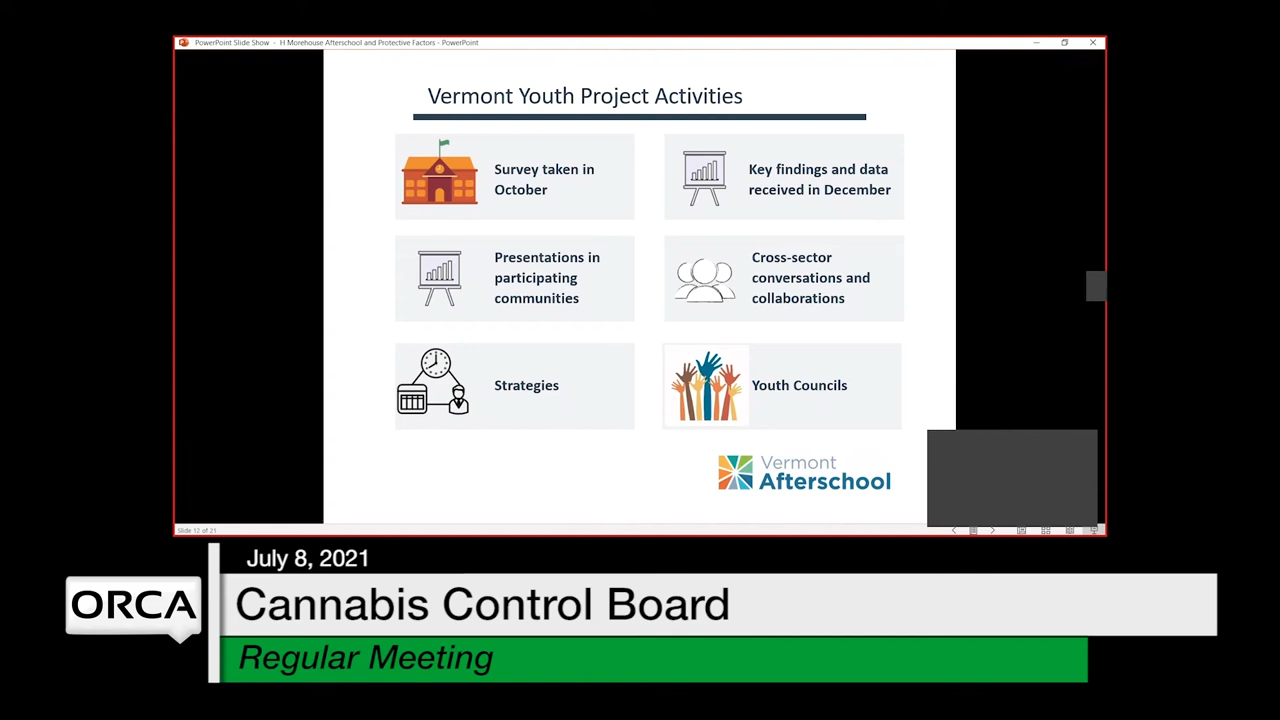 PowerPoint Slide Show - H Morehouse Afterschool and Protective Factors - PowerPoint
Vermont Youth Project Activities
Survey taken in
October
Key findings and data
received in December
Presentations in
participating
communities
Cross-sector
conversations and
collaborations
Strategies
Youth Councils
Vermont
Afterschool
Slide 12 of 21
July 8, 2021
ORCA
Cannabis Control Board
Regular Meeting